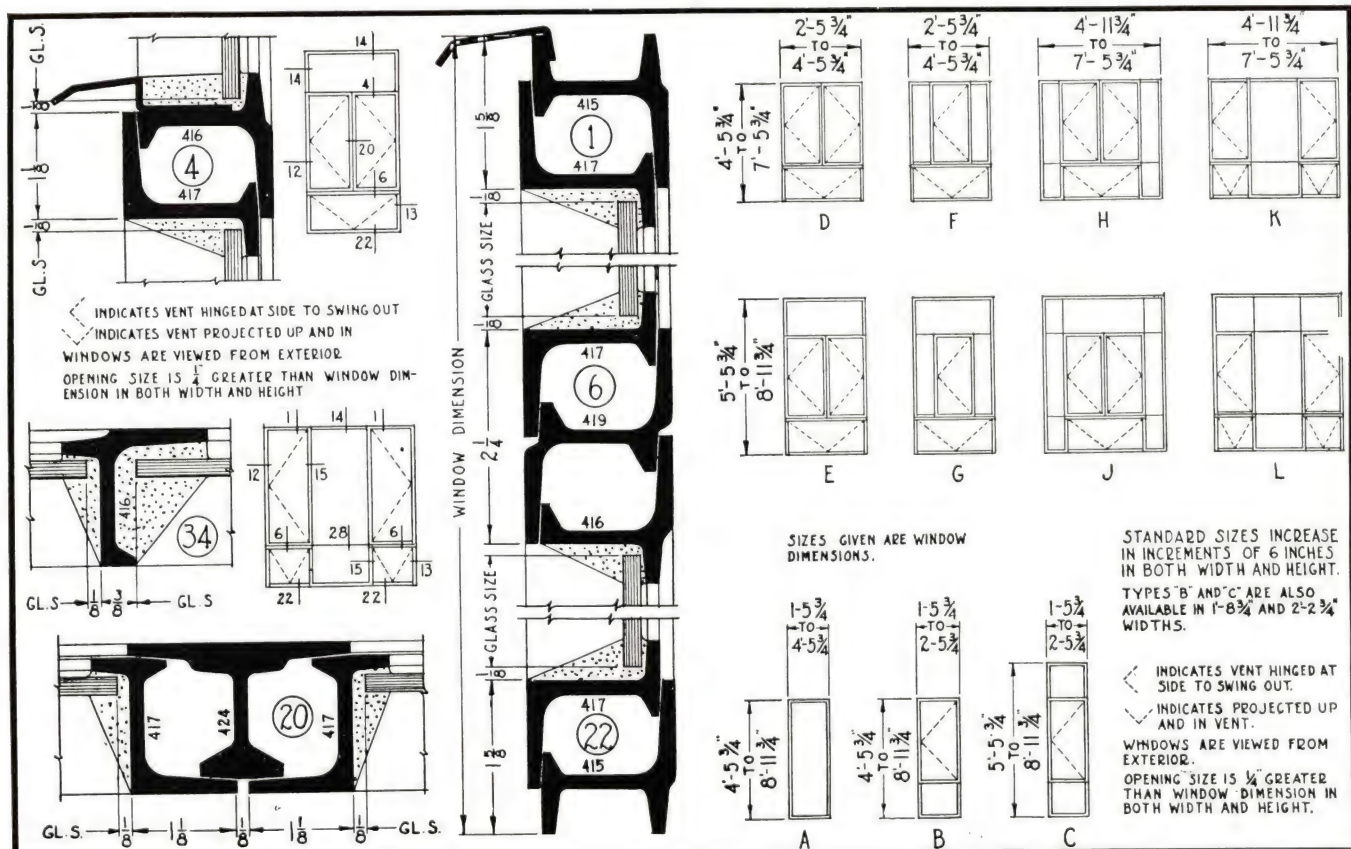 GL.S.
1/8
1 1/8
1/8
GL.S
416
4
417
14
14
4
20
12
6
13
22
INDICATES VENT HINGED AT SIDE TO SWING OUT
INDICATES VENT PROJECTED UP AND IN
WINDOWS ARE VIEWED FROM EXTERIOR
OPENING SIZE IS 1/4" GREATER THAN WINDOW DIM-
ENSION IN BOTH WIDTH AND HEIGHT
416
34
GL.S
1/8
3/8
GL.S
1
14
1
12
15
6
28
6
15
13
22
22
417
424
20
417
GL.S.
1/8
1 1/8
1/8
1 1/8
1/8
GL.S.
WINDOW DIMENSION
1 5/8
1/8
GLASS SIZE
1/8
2 1/4
GLASS SIZE
1/8
1 5/8
415
1
417
417
6
419
416
417
22
415
2'-5 3/4"
TO
4'-5 3/4"
2'-5 3/4"
TO
4'-5 3/4"
4'-11 3/4"
TO
7'-5 3/4"
4'-11 3/4"
TO
7'-5 3/4"
4'-5 3/4"
TO
7'-5 3/4"
D
F
H
K
5'-5 3/4"
TO
8'-11 3/4"
E
G
J
L
SIZES GIVEN ARE WINDOW
DIMENSIONS.
STANDARD SIZES INCREASE
IN INCREMENTS OF 6 INCHES
IN BOTH WIDTH AND HEIGHT.
TYPES "B" AND "C" ARE ALSO
AVAILABLE IN 1'-8 3/4" AND 2'-2 3/4"
WIDTHS.
1-5 3/4
TO
4'-5 3/4
1-5 3/4
TO
2-5 3/4
1-5 3/4
TO
2-5 3/4
4'-5 3/4"
TO
8'-11 3/4"
4'-5 3/4"
TO
8'-11 3/4"
5'-5 3/4"
TO
8'-11 3/4"
A
B
C
INDICATES VENT HINGED AT
SIDE TO SWING OUT.
INDICATES PROJECTED UP
AND IN VENT.
WINDOWS ARE VIEWED FROM
EXTERIOR.
OPENING SIZE IS 1/4" GREATER
THAN WINDOW DIMENSION IN
BOTH WIDTH AND HEIGHT.